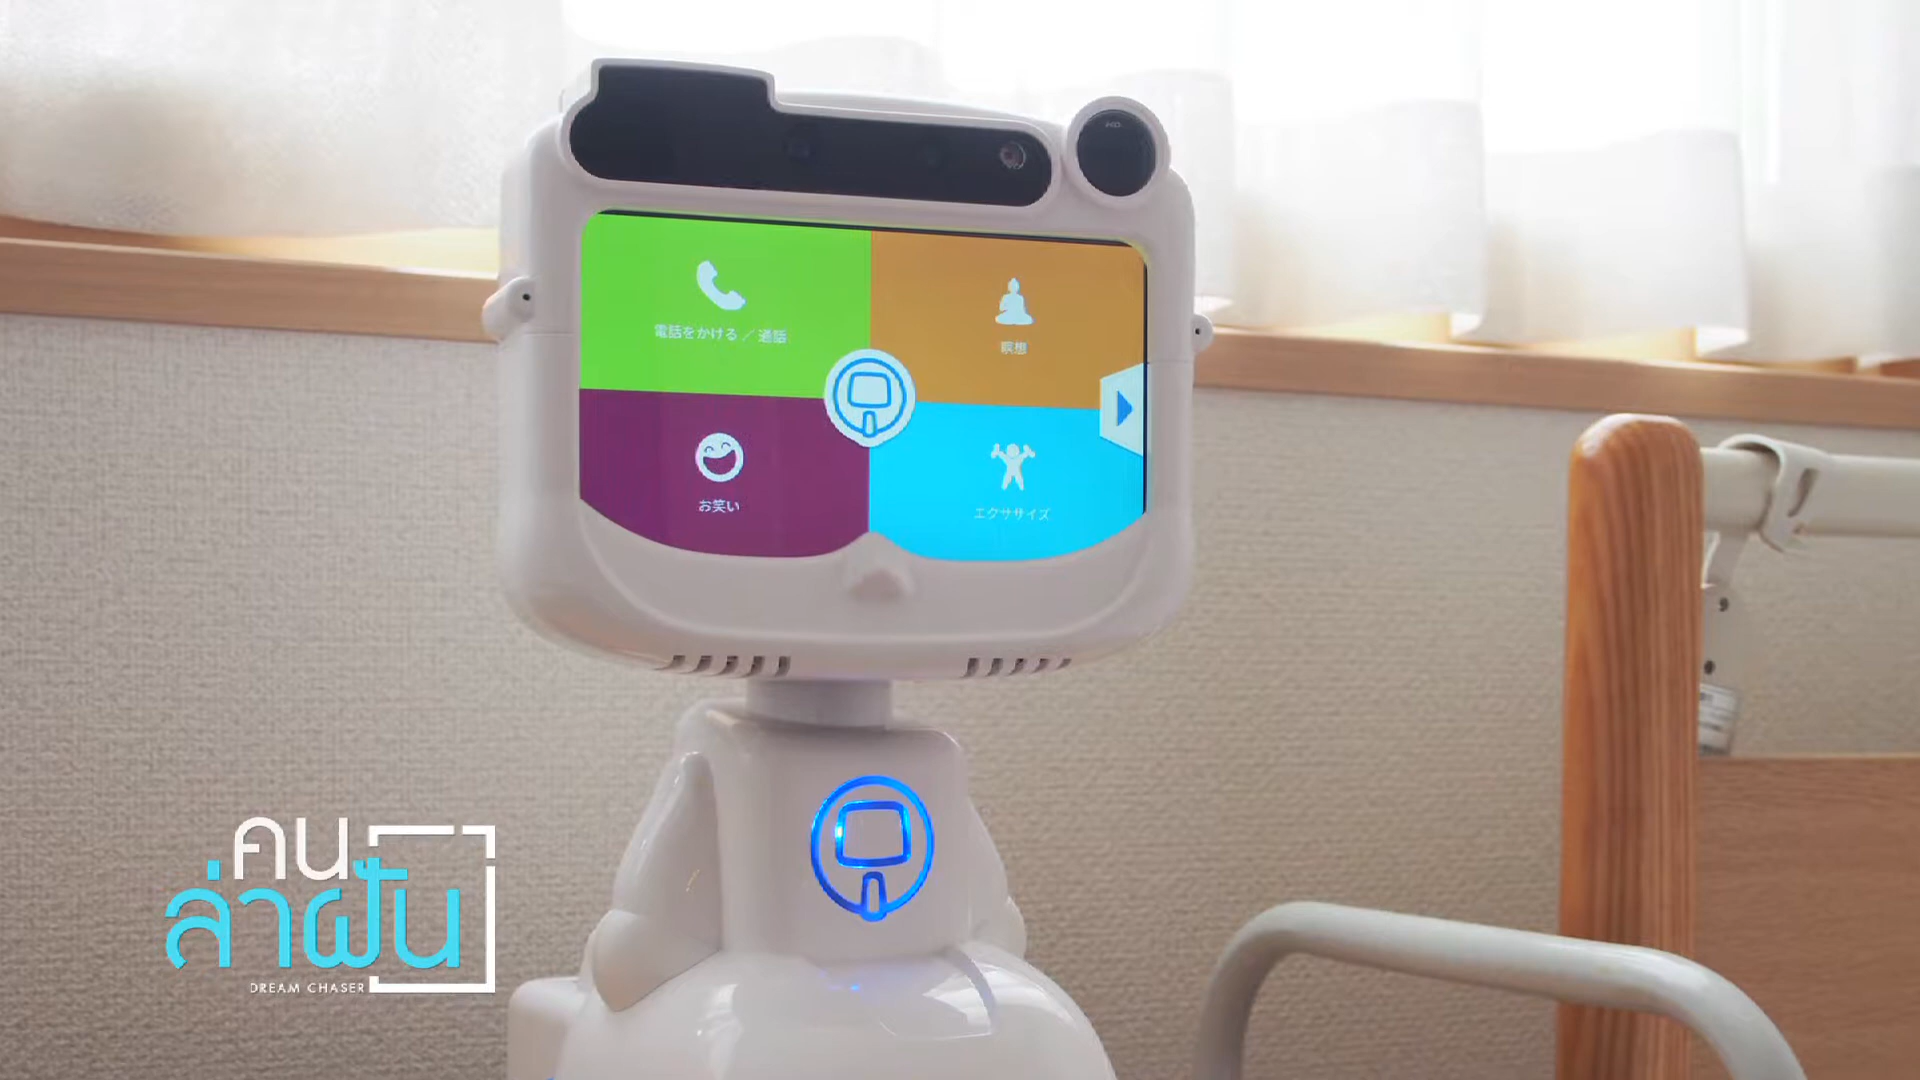 HD
電話をかける ／ 通話
瞑想
お笑い
エクササイズ
คน
ล่าฝัน
DREAM CHASER